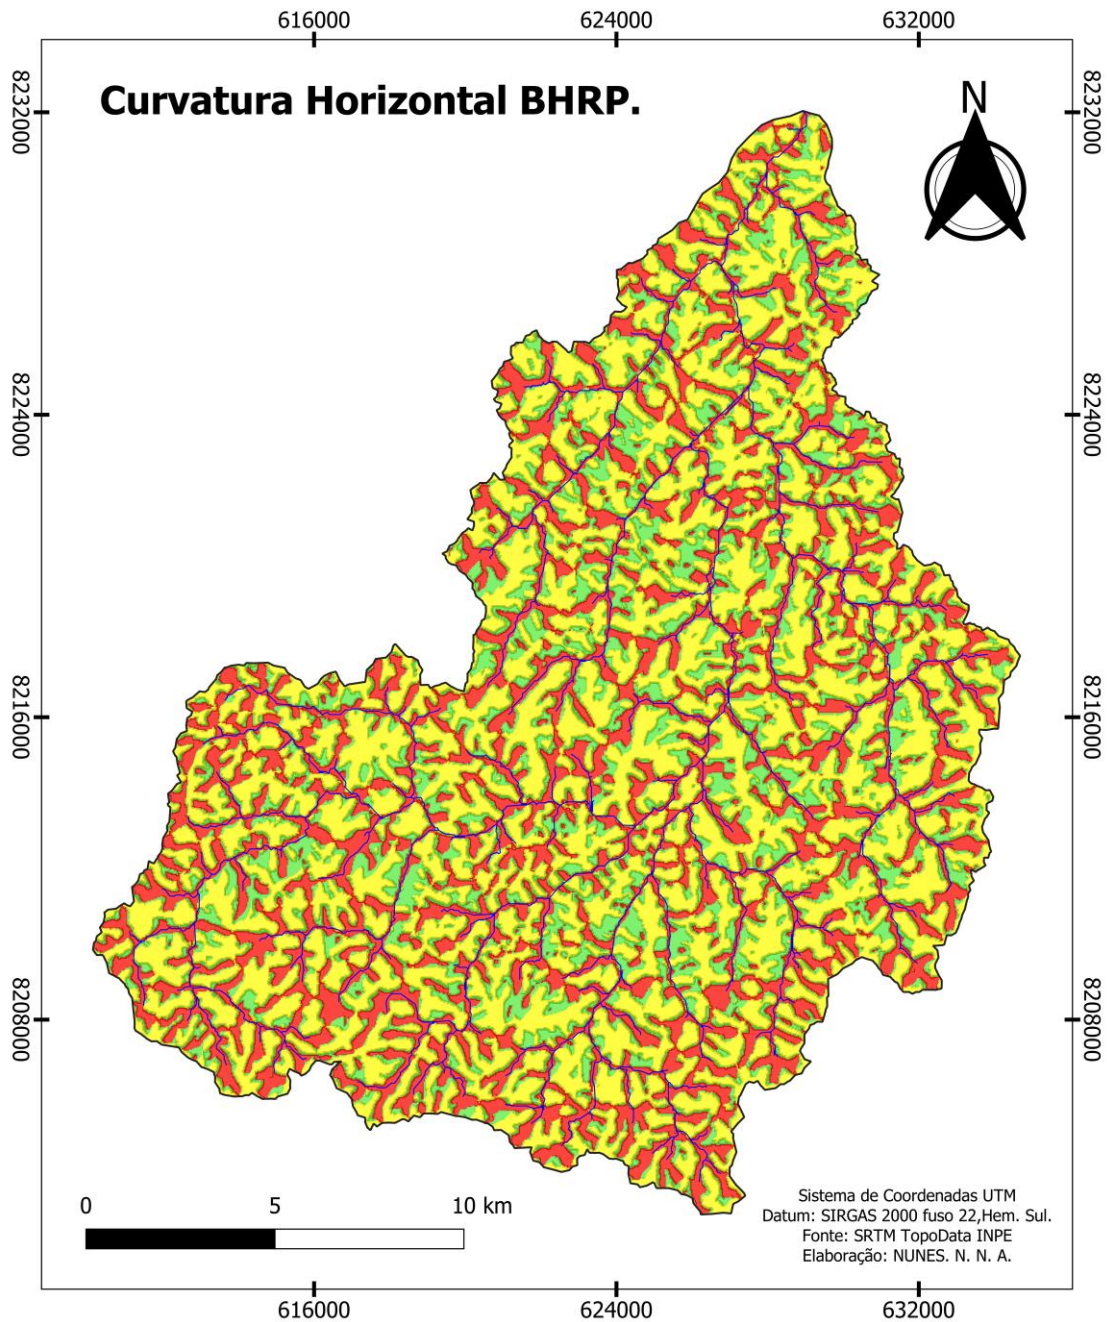 616000 624000 632000
Curvatura Horizontal BHRP.
N
8232000 8232000
8224000 8224000
8216000 8216000
8208000 8208000
0 5 10 km
Sistema de Coordenadas UTM
Datum: SIRGAS 2000 fuso 22,Hem. Sul.
Fonte: SRTM TopoData INPE
Elaboração: NUNES. N. N. A.
616000 624000 632000